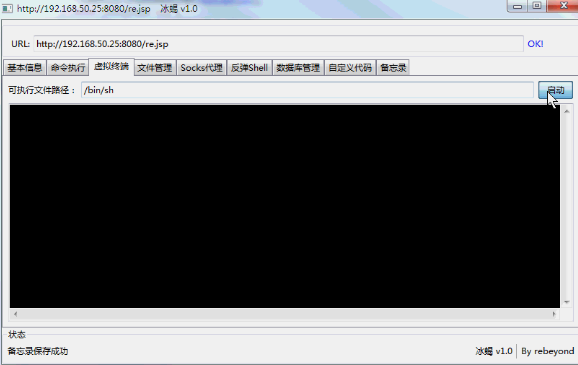 http://192.168.50.25:8080/re.jsp 冰蝎 v1.0
URL: http://192.168.50.25:8080/re.jsp OK!
基本信息 命令执行 虚拟终端 文件管理 Socks代理 反弹Shell 数据库管理 自定义代码 备忘录
可执行文件路径： /bin/sh 启动
状态
备忘录保存成功 冰蝎 v1.0 By rebeyond